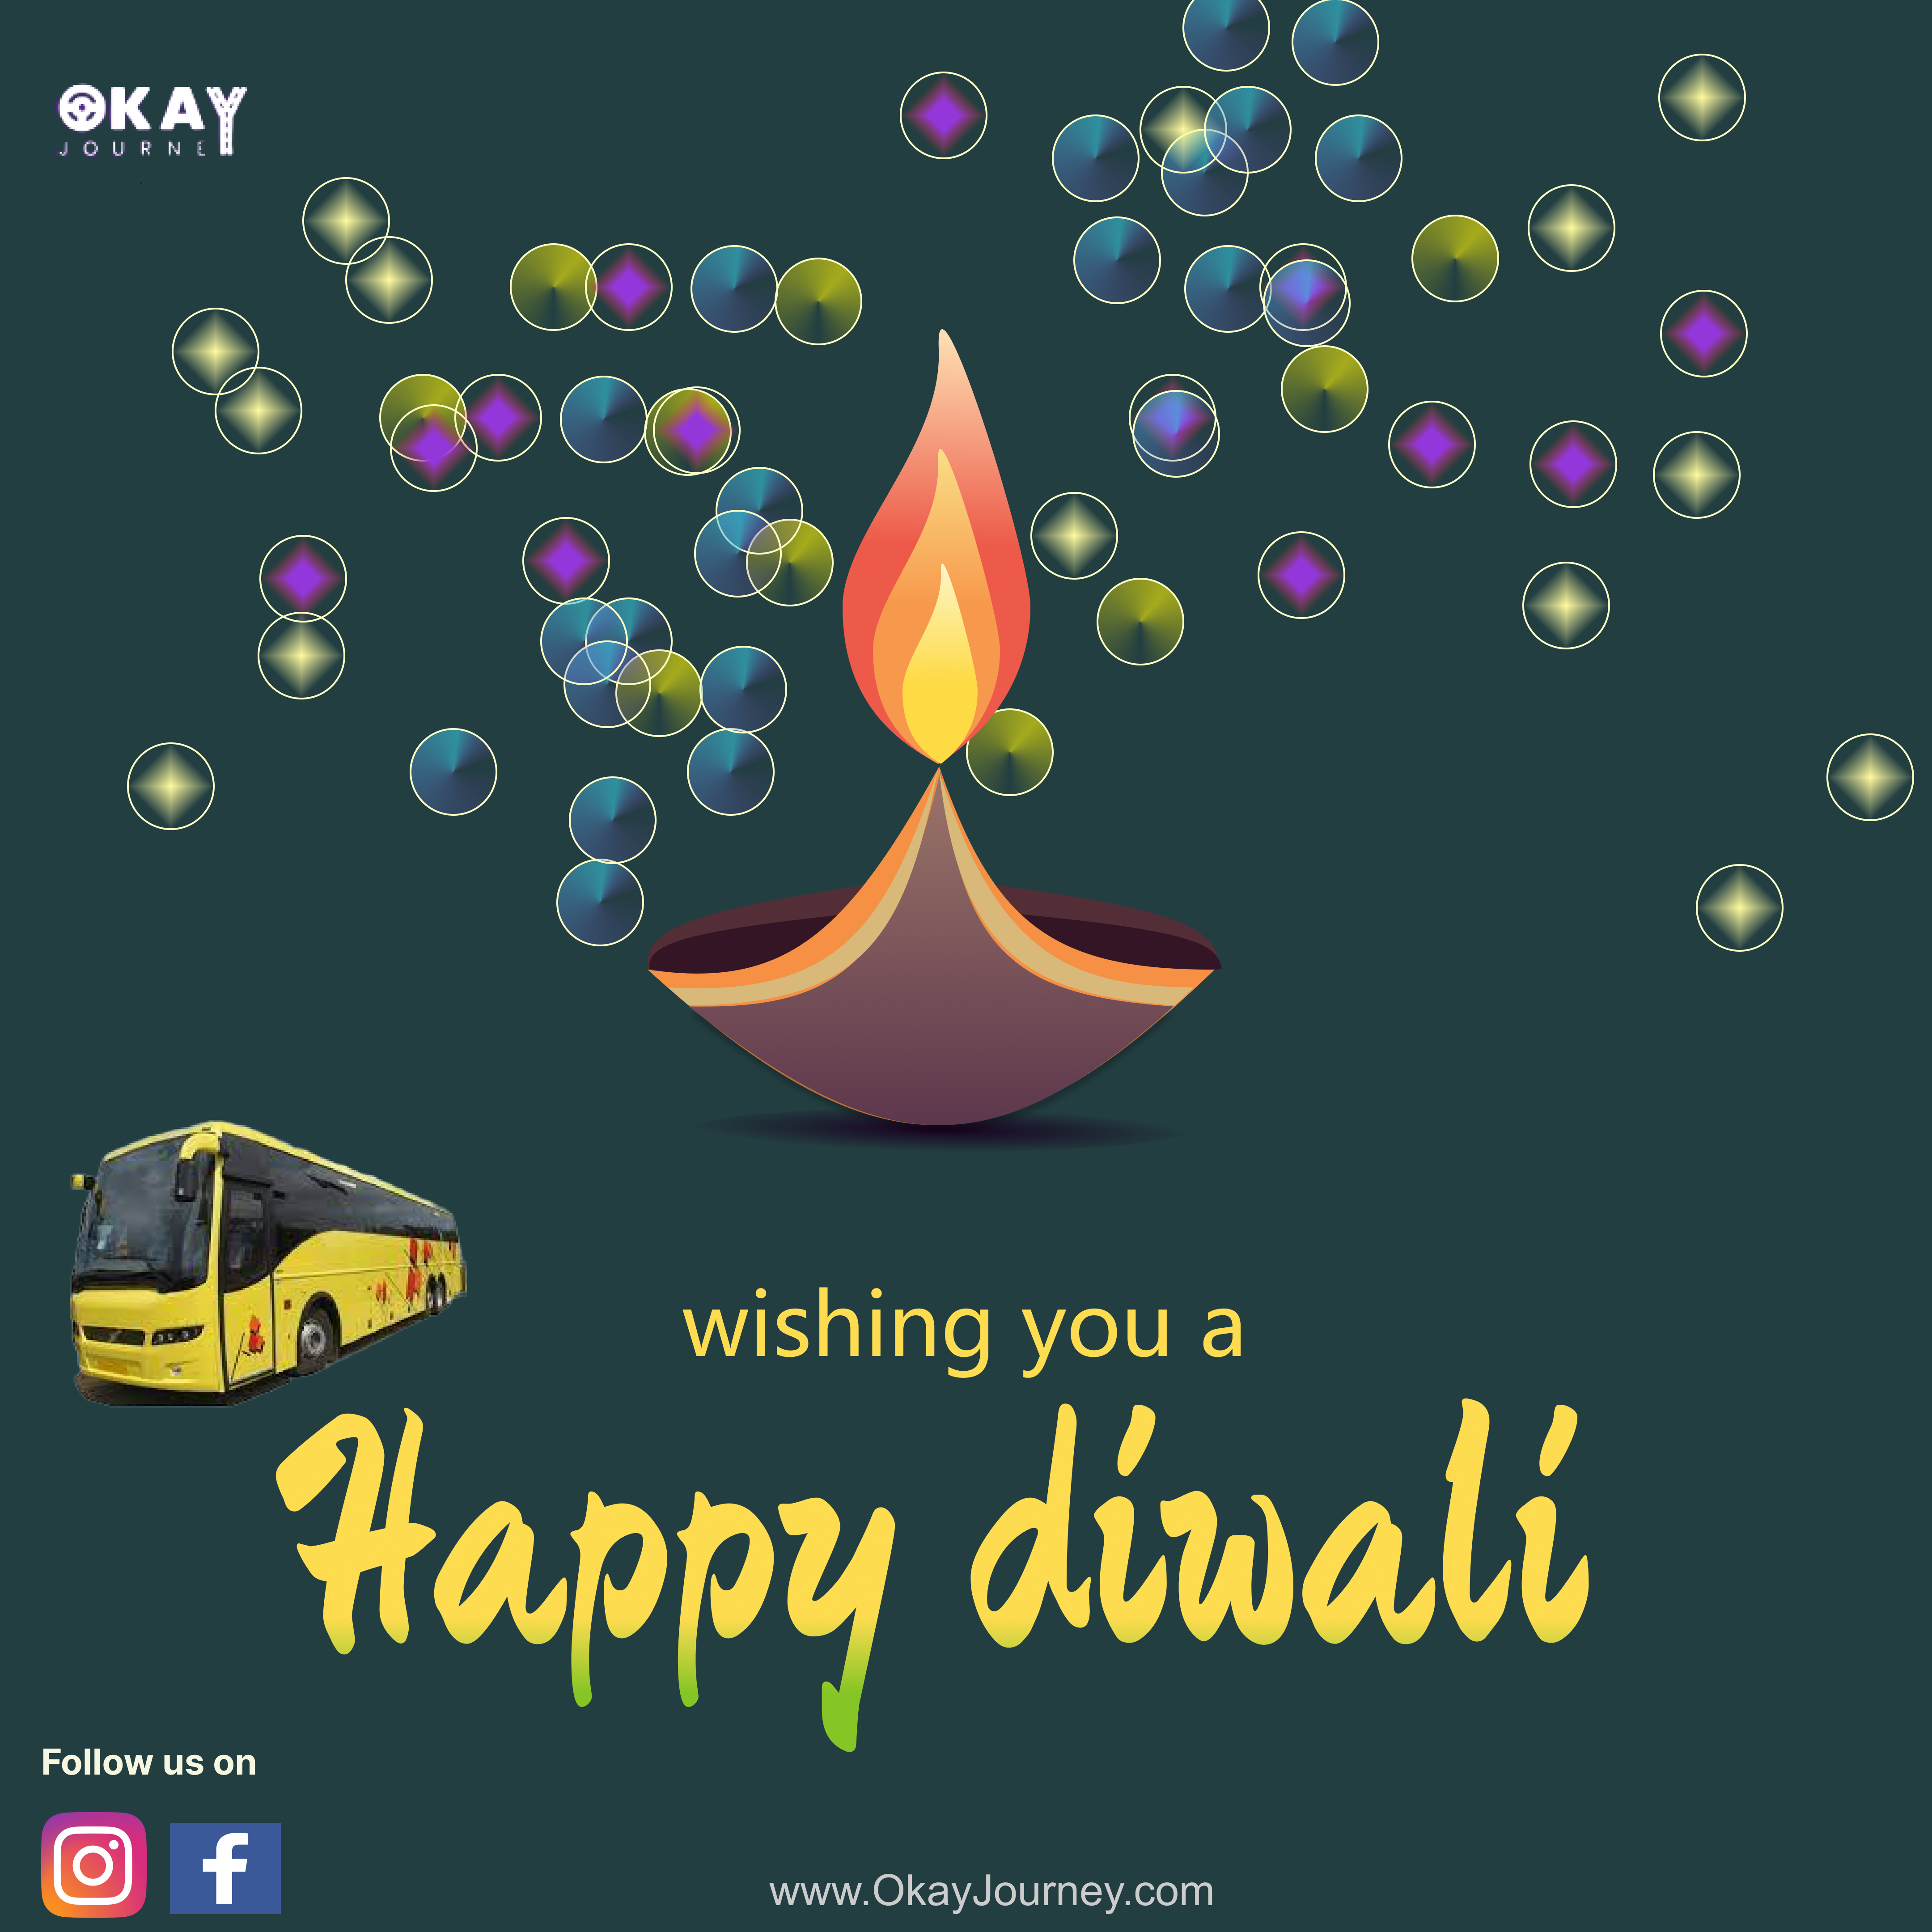 OKAY
JOURNE
wishing you a
Happy diwali
Follow us on
www.OkayJourney.com